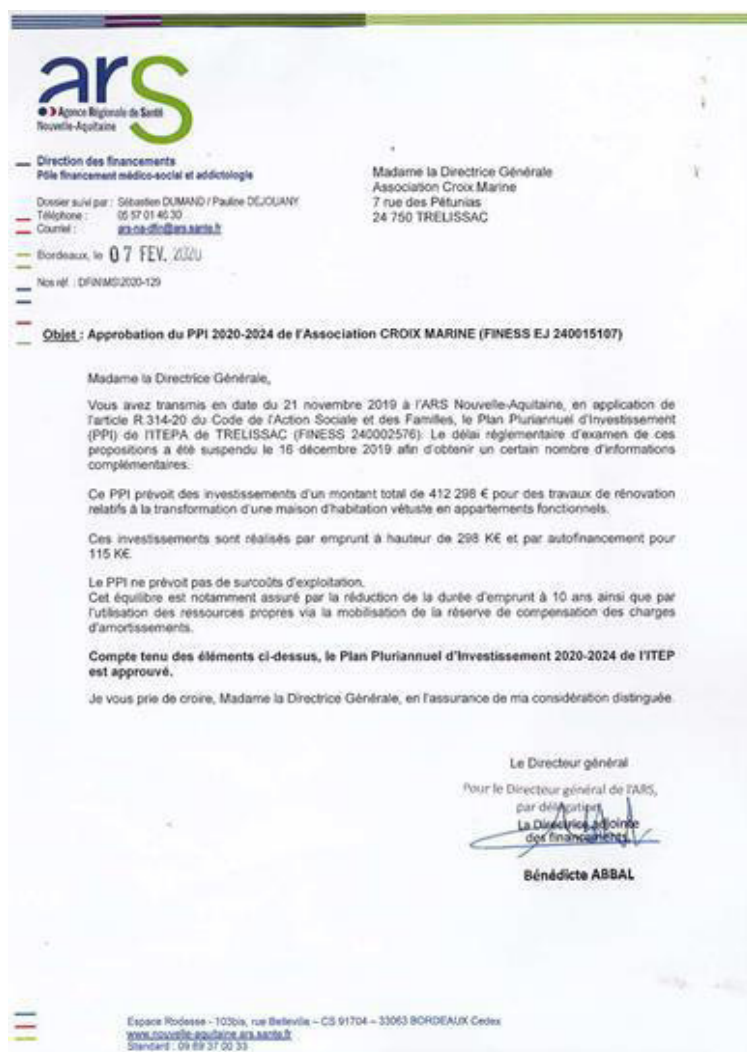 ars
Agence Régionale de Santé
Nouvelle-Aquitaine
Direction des financements
Pôle financement médico-social et addictologie
Dossier suivi par : Sébastien DUMAND / Pauline DEJOUANY
Téléphone : 05 57 01 46 30
Courriel : ars-na-dfin@ars.sante.fr
Bordeaux, le 07 FEV. 2020
Nos réf. : DFIN\MS\2020-129
Madame la Directrice Générale
Association Croix Marine
7 rue des Pétunias
24 750 TRELISSAC
Objet : Approbation du PPI 2020-2024 de l'Association CROIX MARINE (FINESS EJ 240015107)
Madame la Directrice Générale,
Vous avez transmis en date du 21 novembre 2019 à l'ARS Nouvelle-Aquitaine, en application de
l'article R.314-20 du Code de l'Action Sociale et des Familles, le Plan Pluriannuel d'Investissement
(PPI) de l'ITEPA de TRELISSAC (FINESS 240002576). Le délai réglementaire d'examen de ces
propositions a été suspendu le 16 décembre 2019 afin d'obtenir un certain nombre d'informations
complémentaires.
Ce PPI prévoit des investissements d'un montant total de 412 298 € pour des travaux de rénovation
relatifs à la transformation d'une maison d'habitation vétuste en appartements fonctionnels.
Ces investissements sont réalisés par emprunt à hauteur de 298 K€ et par autofinancement pour
115 K€.
Le PPI ne prévoit pas de surcoûts d'exploitation.
Cet équilibre est notamment assuré par la réduction de la durée d'emprunt à 10 ans ainsi que par
l'utilisation des ressources propres via la mobilisation de la réserve de compensation des charges
d'amortissements.
Compte tenu des éléments ci-dessus, le Plan Pluriannuel d'Investissement 2020-2024 de l'ITEP
est approuvé.
Je vous prie de croire, Madame la Directrice Générale, en l'assurance de ma considération distinguée.
Le Directeur général
Pour le Directeur général de l'ARS,
par délégation,
La Directrice adjointe
des financements
Bénédicte ABBAL
Espace Rodesse - 103bis, rue Belleville – CS 91704 – 33063 BORDEAUX Cedex
www.nouvelle-aquitaine.ars.sante.fr
Standard : 09 69 37 00 33